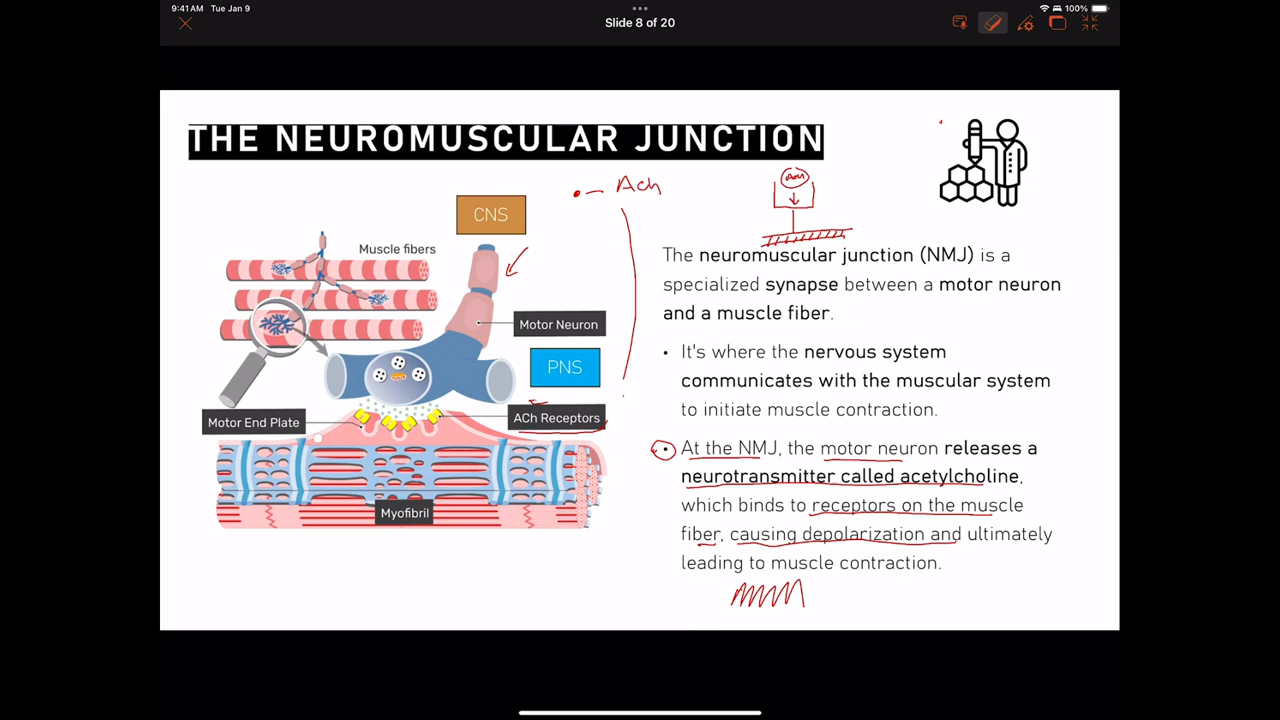 9:41 AM Tue Jan 9
100%
Slide 8 of 20
THE NEUROMUSCULAR JUNCTION
Ach
Ach
CNS
Muscle fibers
Motor Neuron
PNS
ACh Receptors
Motor End Plate
Myofibril
The neuromuscular junction (NMJ) is a
specialized synapse between a motor neuron
and a muscle fiber.
• It's where the nervous system
communicates with the muscular system
to initiate muscle contraction.
• At the NMJ, the motor neuron releases a
neurotransmitter called acetylcholine,
which binds to receptors on the muscle
fiber, causing depolarization and ultimately
leading to muscle contraction.